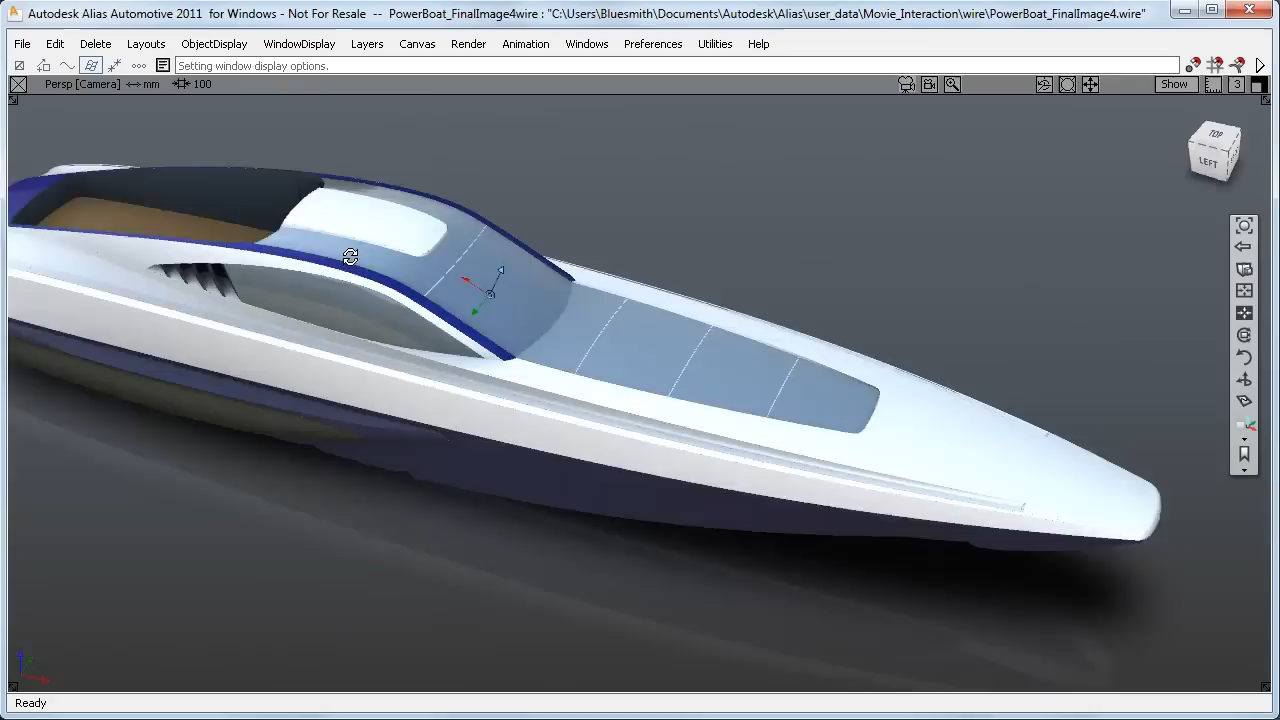 Autodesk Alias Automotive 2011 for Windows - Not For Resale -- PowerBoat_FinalImage4wire : "C:\Users\Bluesmith\Documents\Autodesk\Alias\user_data\Movie_Interaction\wire\PowerBoat_FinalImage4.wire"
File Edit Delete Layouts ObjectDisplay WindowDisplay Layers Canvas Render Animation Windows Preferences Utilities Help
Setting window display options.
Persp [Camera] mm 100 Show 3
TOP
LEFT
Ready